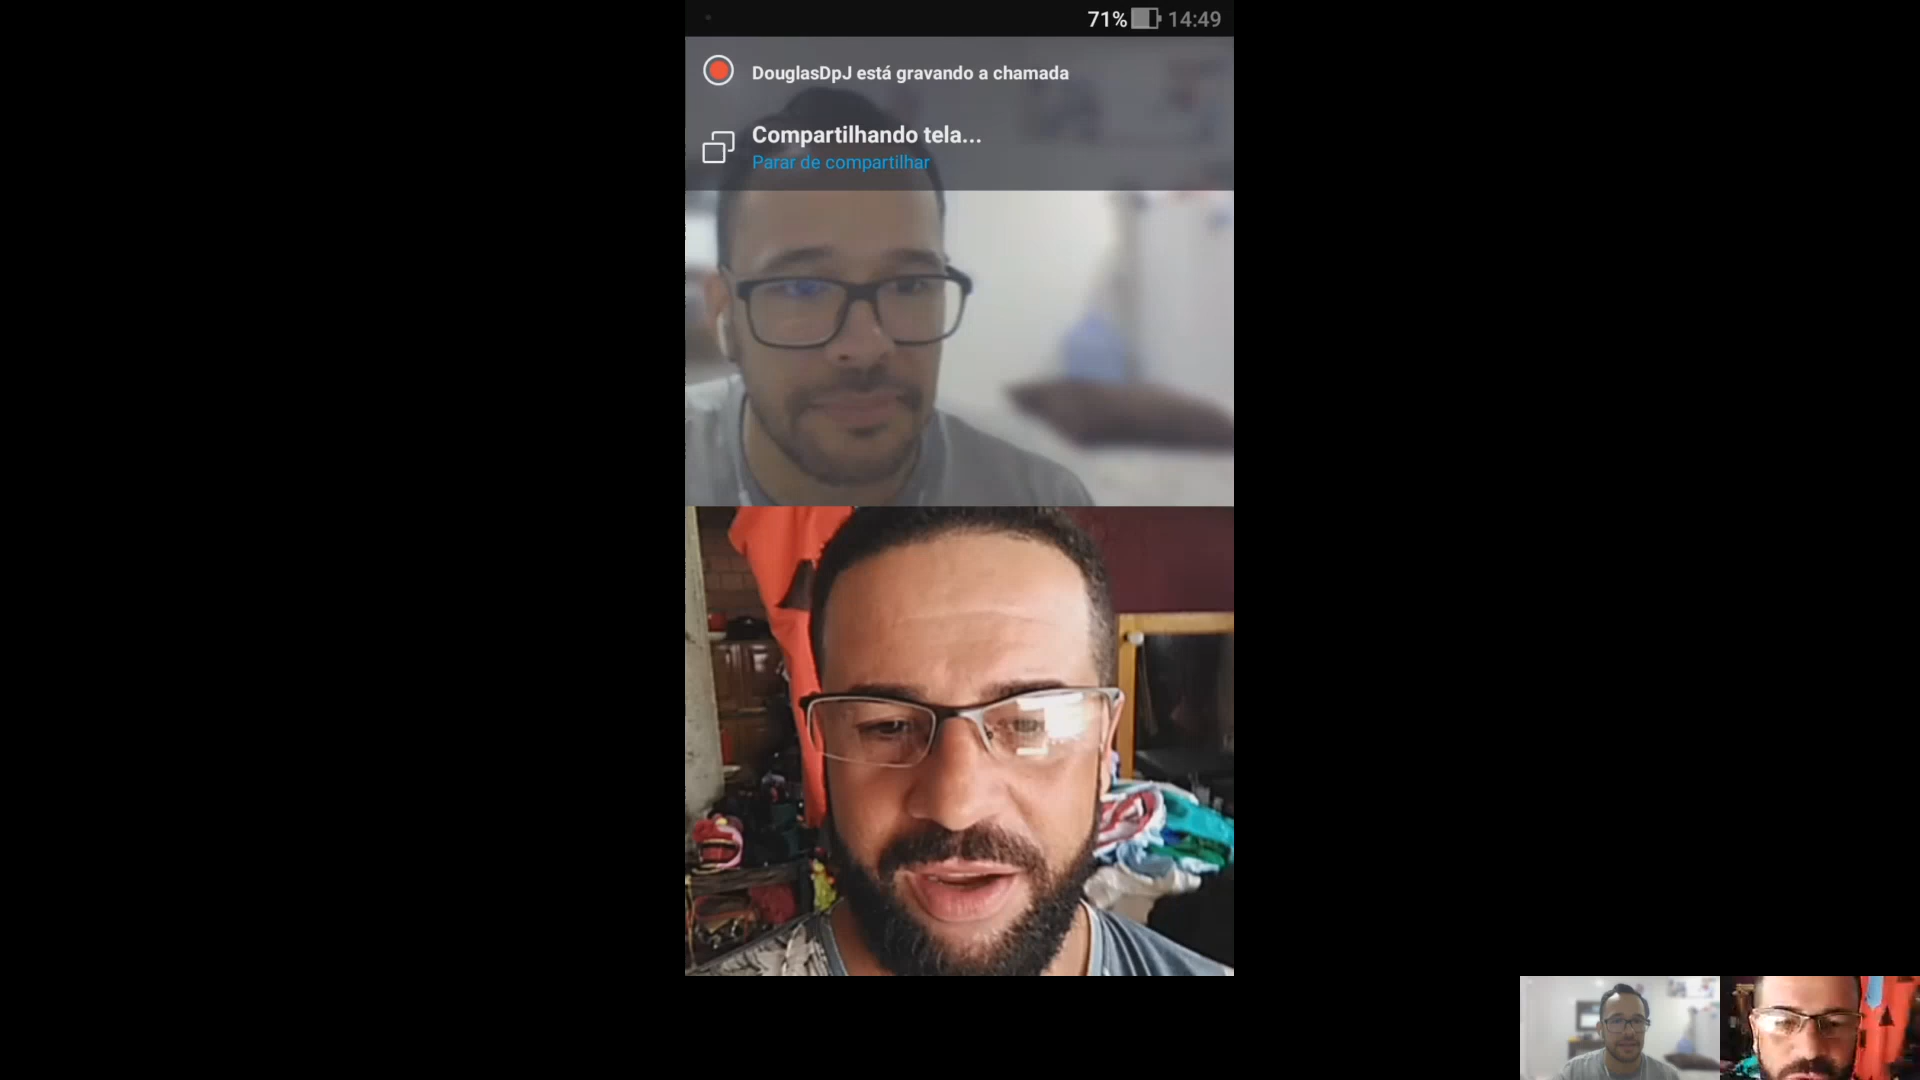 71% 14:49
DouglasDpJ está gravando a chamada
Compartilhando tela...
Parar de compartilhar